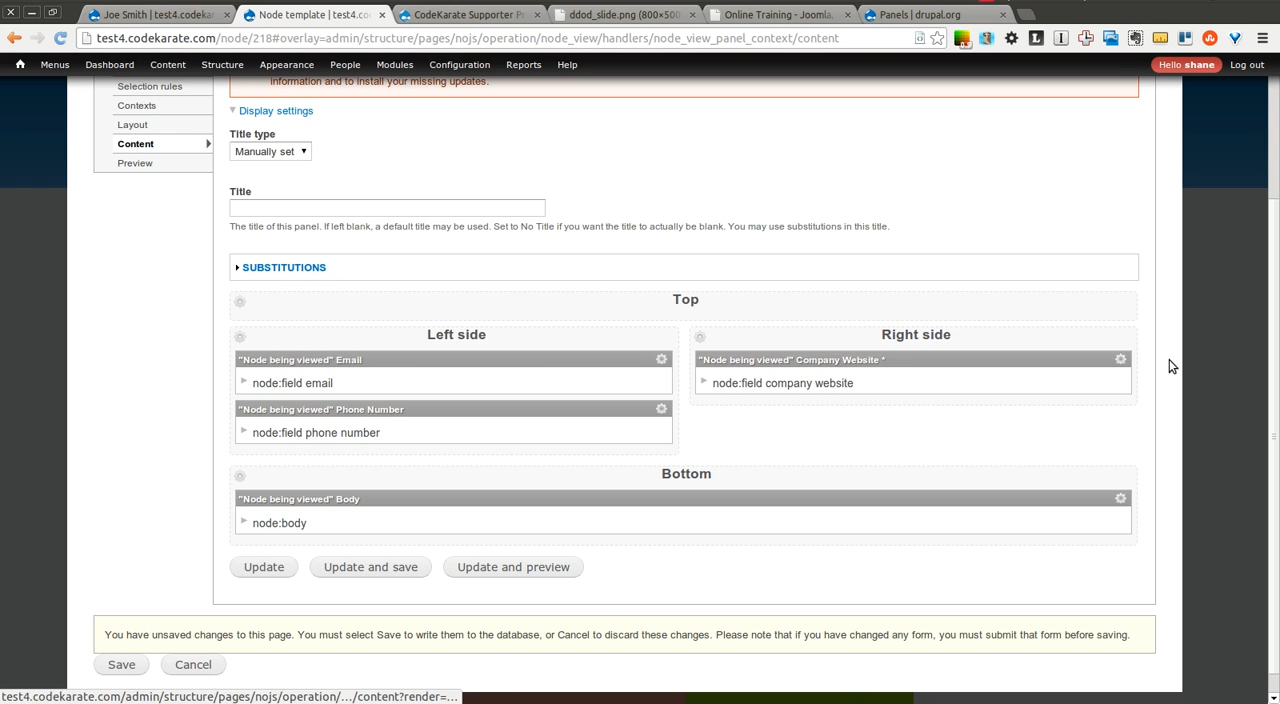 Joe Smith | test4.codekar
Node template | test4.co
CodeKarate Supporter Pr
ddod_slide.png (800×500
Online Training - Joomla
Panels | drupal.org
test4.codekarate.com/node/218#overlay=admin/structure/pages/nojs/operation/node_view/handlers/node_view_panel_context/content
Menus Dashboard Content Structure Appearance People Modules Configuration Reports Help Hello shane Log out
Selection rules
information and to install your missing updates.
Contexts
Display settings
Layout
Title type
Content
Manually set
Preview
Title
The title of this panel. If left blank, a default title may be used. Set to No Title if you want the title to actually be blank. You may use substitutions in this title.
SUBSTITUTIONS
Top
Left side
"Node being viewed" Email
node:field email
"Node being viewed" Phone Number
node:field phone number
Right side
"Node being viewed" Company Website *
node:field company website
Bottom
"Node being viewed" Body
node:body
Update Update and save Update and preview
You have unsaved changes to this page. You must select Save to write them to the database, or Cancel to discard these changes. Please note that if you have changed any form, you must submit that form before saving.
Save Cancel
test4.codekarate.com/admin/structure/pages/nojs/operation/.../content?render=...